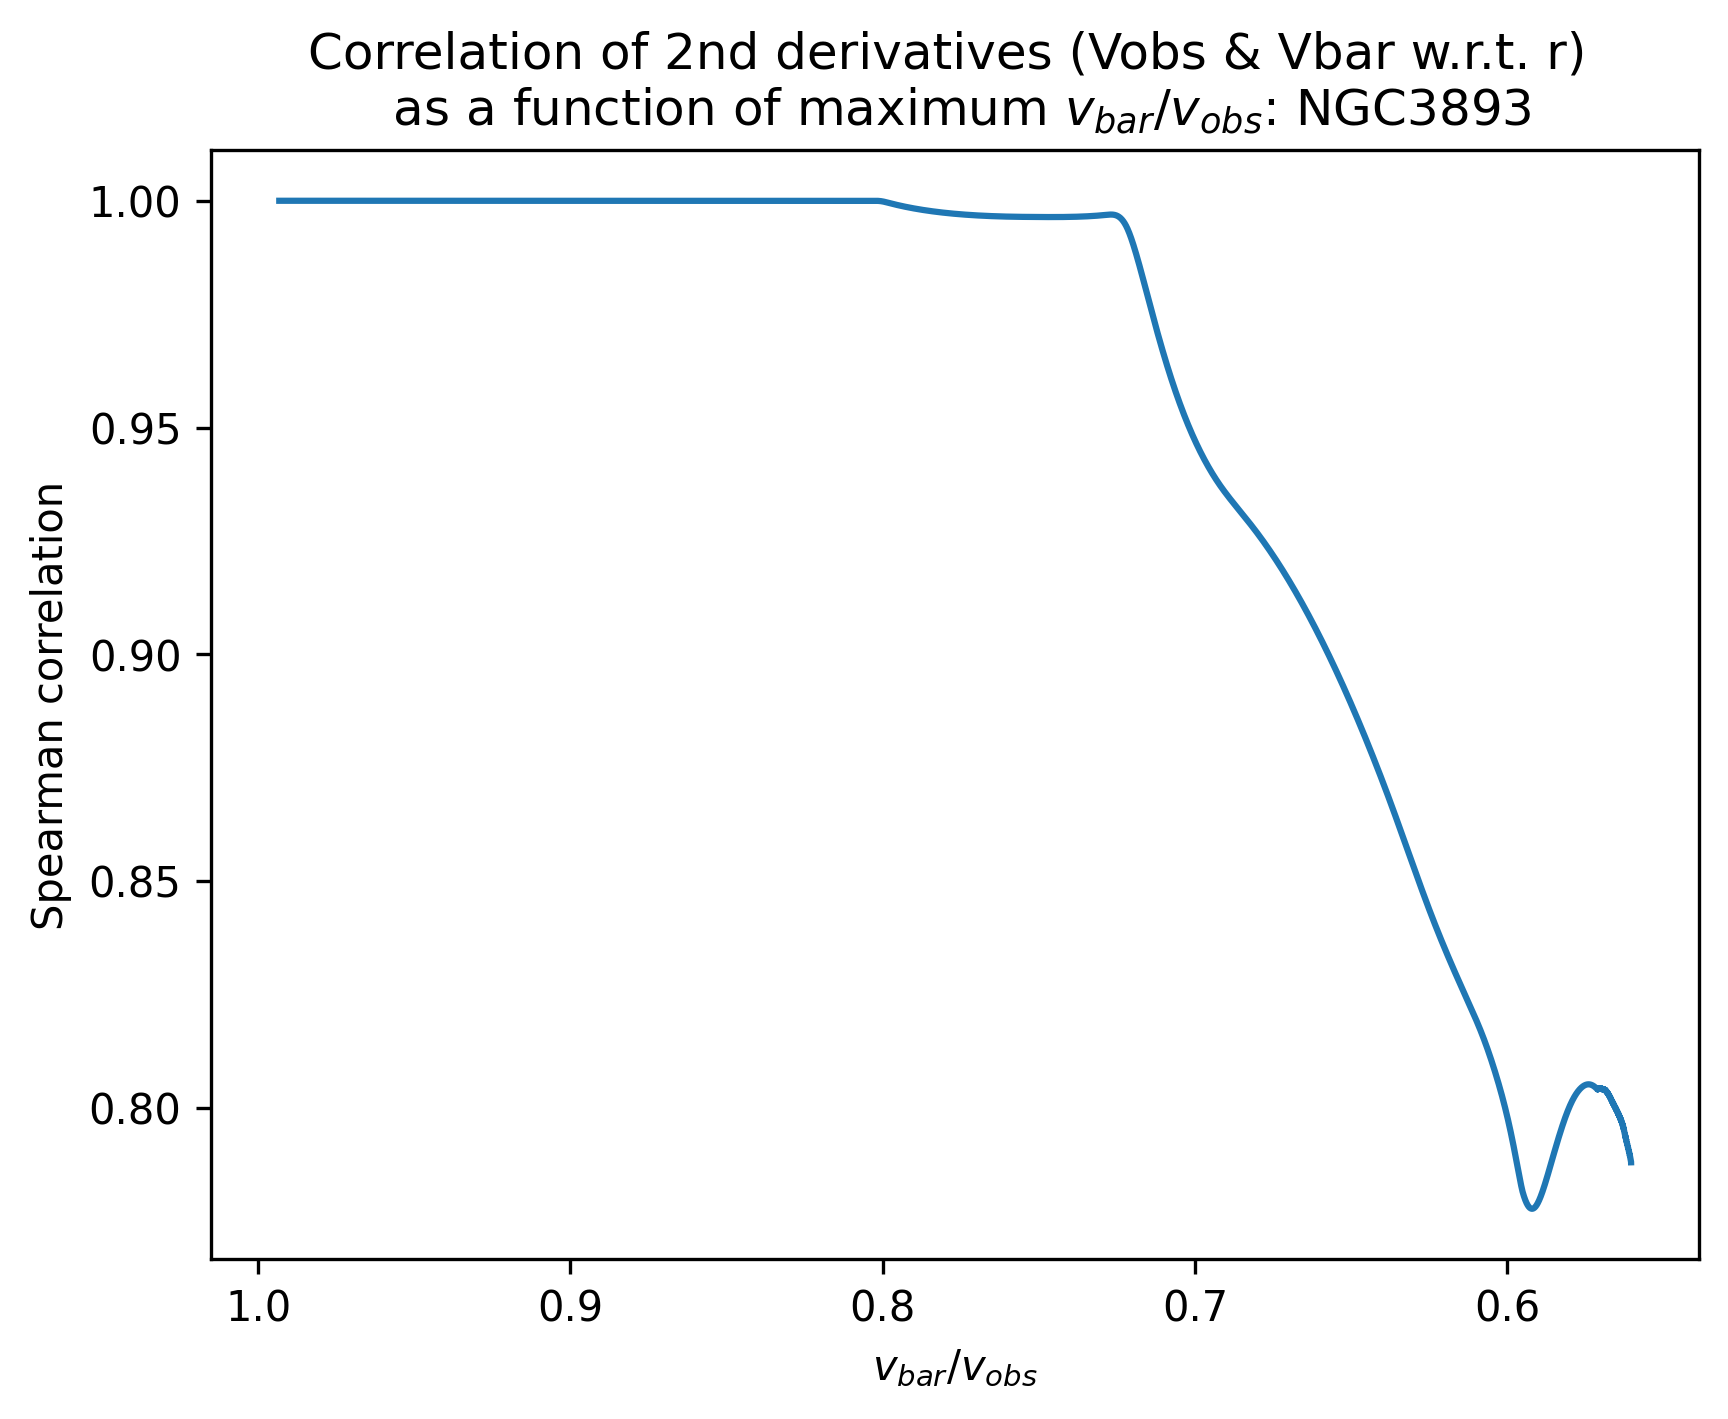 Correlation of 2nd derivatives (Vobs & Vbar w.r.t. r)
as a function of maximum v_bar/v_obs: NGC3893
1.00
0.95
0.90
0.85
0.80
Spearman correlation
1.0 0.9 0.8 0.7 0.6
v_bar/v_obs